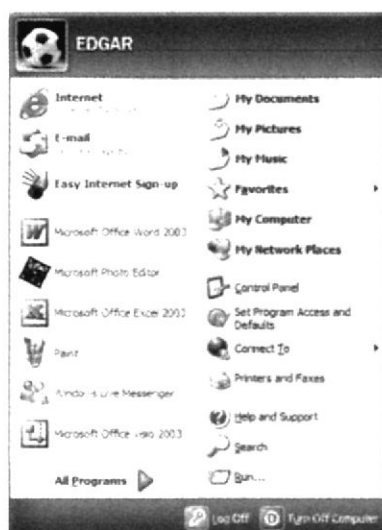 EDGAR
Internet
E-mail
Easy Internet Sign-up
Microsoft Office Word 2003
Microsoft Photo Editor
Microsoft Office Excel 2003
Paint
Windows Live Messenger
Microsoft Office Visio 2003
All Programs
My Documents
My Pictures
My Music
Favorites
My Computer
My Network Places
Control Panel
Set Program Access and
Defaults
Connect To
Printers and Faxes
Help and Support
Search
Run...
Log Off
Turn Off Computer